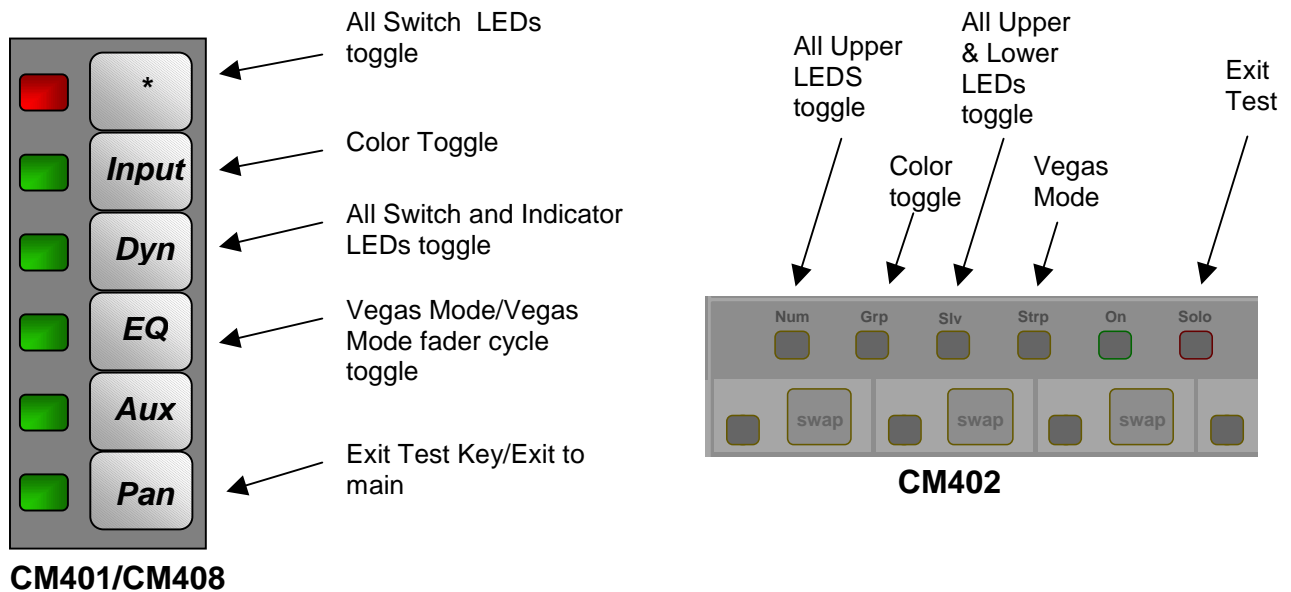 All Switch LEDs
toggle
*
Input
Color Toggle
Dyn
All Switch and Indicator
LEDs toggle
EQ
Vegas Mode/Vegas
Mode fader cycle
toggle
Aux
Pan
Exit Test Key/Exit to
main
CM401/CM408
All Upper
LEDS
toggle
Color
toggle
All Upper
& Lower
LEDs
toggle
Vegas
Mode
Exit
Test
Num Grp Slv Strp On Solo
swap swap swap
CM402